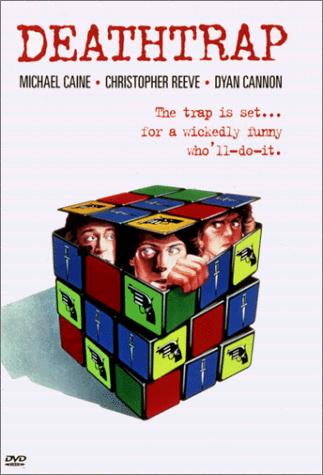 DEATHTRAP
MICHAEL CAINE • CHRISTOPHER REEVE • DYAN CANNON
The trap is set...
for a wickedly funny
who'll-do-it.
DVD